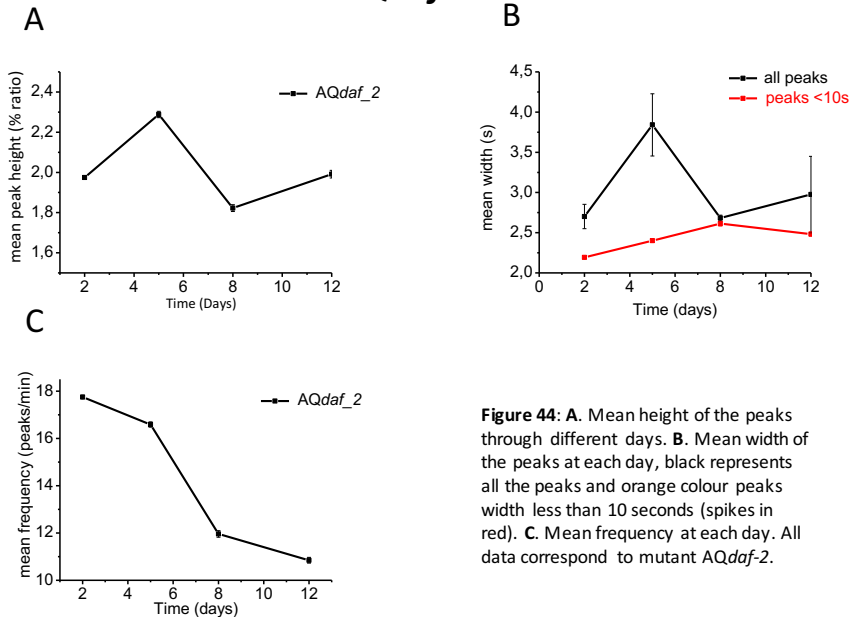 A
mean peak height (% ratio)
2,4
2,2
2,0
1,8
1,6
2 4 6 8 10 12
Time (Days)
AQdaf_2
B
mean width (s)
4,5
4,0
3,5
3,0
2,5
2,0
0 2 4 6 8 10 12
Time (days)
all peaks
peaks <10s
C
mean frequency (peaks/min)
18
16
14
12
10
2 4 6 8 10 12
Time (days)
AQdaf_2
Figure 44: A. Mean height of the peaks
through different days. B. Mean width of
the peaks at each day, black represents
all the peaks and orange colour peaks
width less than 10 seconds (spikes in
red). C. Mean frequency at each day. All
data correspond to mutant AQdaf-2.